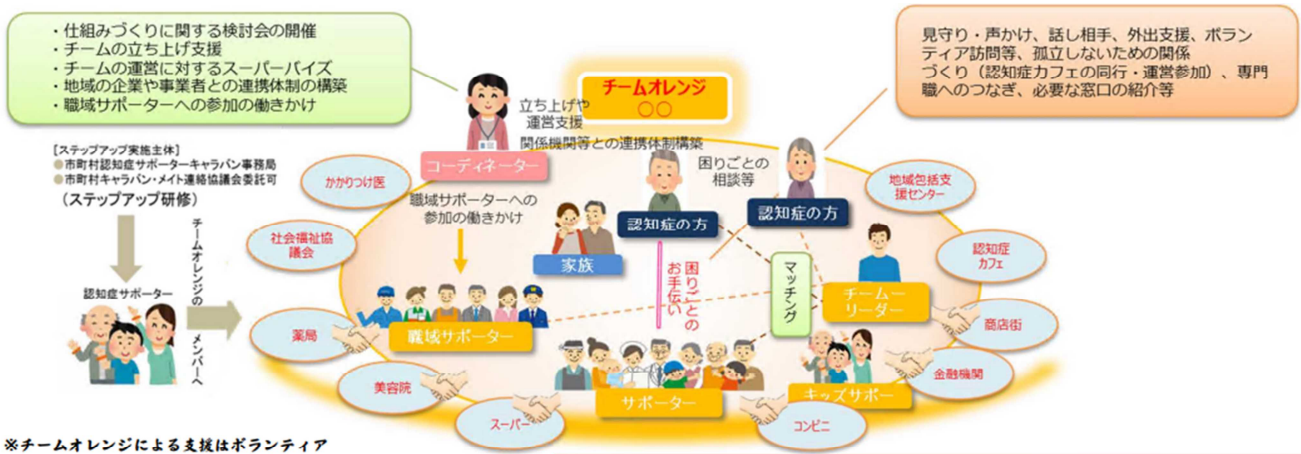 ・仕組みづくりに関する検討会の開催
・チームの立ち上げ支援
・チームの運営に対するスーパーバイズ
・地域の企業や事業者との連携体制の構築
・職域サポーターへの参加の働きかけ
見守り・声かけ、話し相手、外出支援、ボラン
ティア訪問等、孤立しないための関係
づくり（認知症カフェの同行・運営参加）、専門
職へのつなぎ、必要な窓口の紹介等
チームオレンジ
○○
立ち上げや
運営支援
関係機関等との連携体制構築
コーディネーター
[ステップアップ実施主体]
●市町村認知症サポーターキャラバン事務局
●市町村キャラバン・メイト連絡協議会委託可
（ステップアップ研修）
認知症サポーター
チームオレンジの
メンバーへ
かかりつけ医
社会福祉協
議会
薬局
美容院
スーパー
コンビニ
金融機関
商店街
認知症
カフェ
地域包括支
援センター
職域サポーターへの
参加の働きかけ
困りごとの
相談等
認知症の方
認知症の方
家族
困りごとの
お手伝い
マッチング
チームー
リーダー
職域サポーター
サポーター
キッズサポー
※チームオレンジによる支援はボランティア